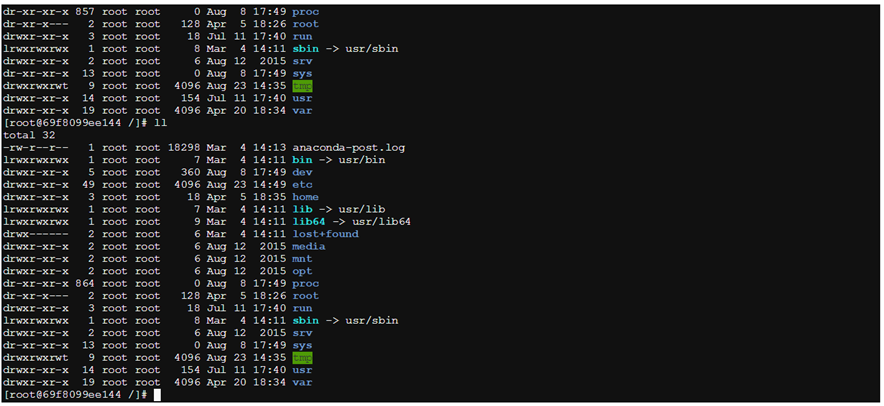 dr-xr-xr-x 857 root root     0 Aug  8 17:49 proc
dr-xr-x---   2 root root   128 Apr  5 18:26 root
drwxr-xr-x   3 root root    18 Jul 11 17:40 run
lrwxrwxrwx   1 root root     8 Mar  4 14:11 sbin -> usr/sbin
drwxr-xr-x   2 root root     6 Aug 12  2015 srv
dr-xr-xr-x  13 root root     0 Aug  8 17:49 sys
drwxrwxrwt   9 root root  4096 Aug 23 14:35 tmp
drwxr-xr-x  14 root root   154 Jul 11 17:40 usr
drwxr-xr-x  19 root root  4096 Apr 20 18:34 var
[root@69f8099ee144 /]# ll
total 32
-rw-r--r--   1 root root 18298 Mar  4 14:13 anaconda-post.log
lrwxrwxrwx   1 root root     7 Mar  4 14:11 bin -> usr/bin
drwxr-xr-x   5 root root   360 Aug  8 17:49 dev
drwxr-xr-x  49 root root  4096 Aug 23 14:49 etc
drwxr-xr-x   3 root root    18 Apr  5 18:35 home
lrwxrwxrwx   1 root root     7 Mar  4 14:11 lib -> usr/lib
lrwxrwxrwx   1 root root     9 Mar  4 14:11 lib64 -> usr/lib64
drwx------   2 root root     6 Mar  4 14:11 lost+found
drwxr-xr-x   2 root root     6 Aug 12  2015 media
drwxr-xr-x   2 root root     6 Aug 12  2015 mnt
drwxr-xr-x   2 root root     6 Aug 12  2015 opt
dr-xr-xr-x 864 root root     0 Aug  8 17:49 proc
dr-xr-x---   2 root root   128 Apr  5 18:26 root
drwxr-xr-x   3 root root    18 Jul 11 17:40 run
lrwxrwxrwx   1 root root     8 Mar  4 14:11 sbin -> usr/sbin
drwxr-xr-x   2 root root     6 Aug 12  2015 srv
dr-xr-xr-x  13 root root     0 Aug  8 17:49 sys
drwxrwxrwt   9 root root  4096 Aug 23 14:35 tmp
drwxr-xr-x  14 root root   154 Jul 11 17:40 usr
drwxr-xr-x  19 root root  4096 Apr 20 18:34 var
[root@69f8099ee144 /]#